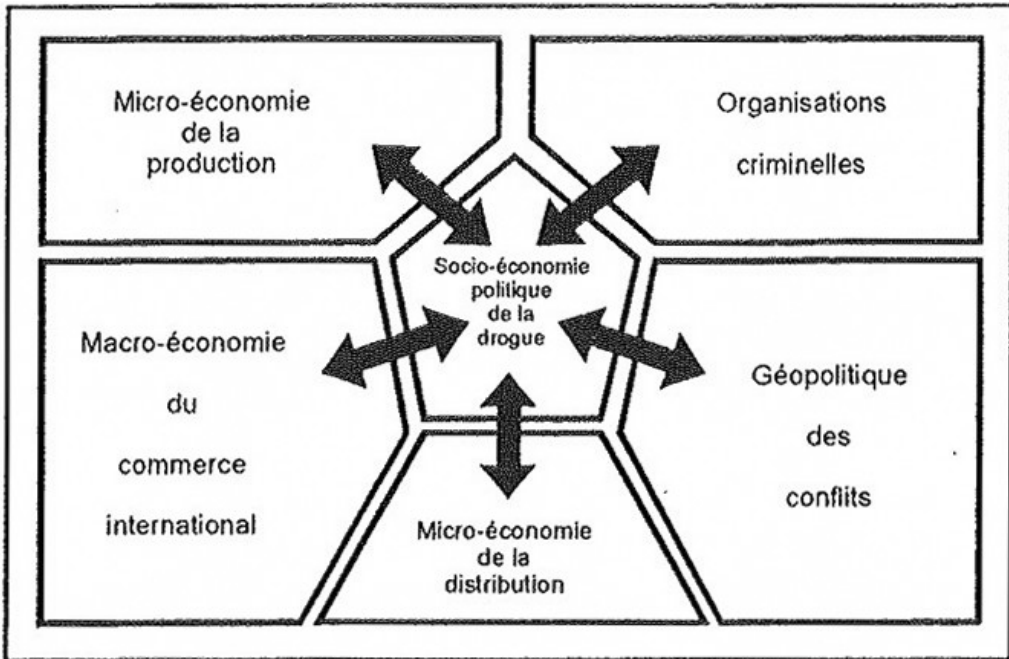 Micro-économie
de la
production
Organisations
criminelles
Socio-économie
politique
de la
drogue
Macro-économie
du
commerce
international
Géopolitique
des
conflits
Micro-économie
de la
distribution